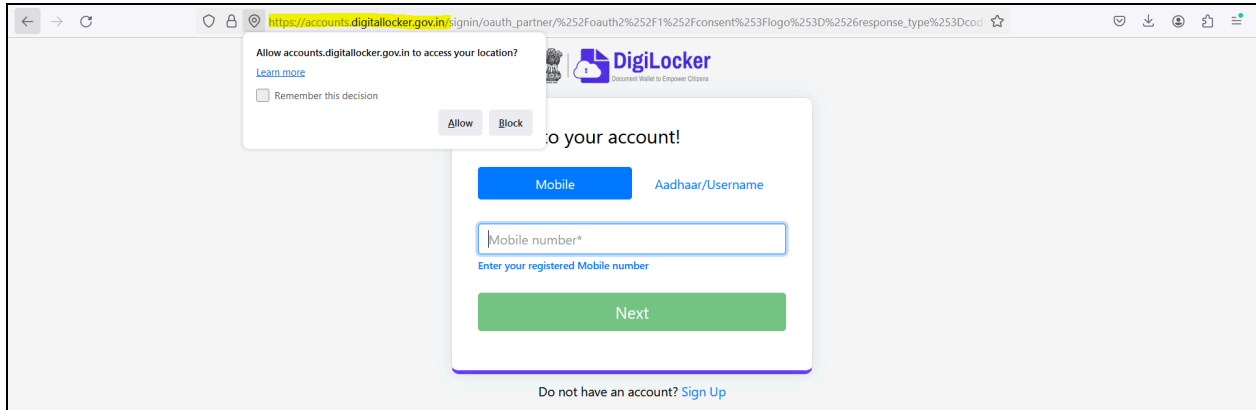 https://accounts.digitallocker.gov.in/signin/oauth_partner/%252Foauth2%252F1%252Fconsent%253Flogo%253D%2526response_type%253Dcod
Allow accounts.digitallocker.gov.in to access your location?
Learn more
Remember this decision
Allow
Block
DigiLocker
Document Wallet to Empower Citizens
to your account!
Mobile
Aadhaar/Username
Mobile number*
Enter your registered Mobile number
Next
Do not have an account? Sign Up